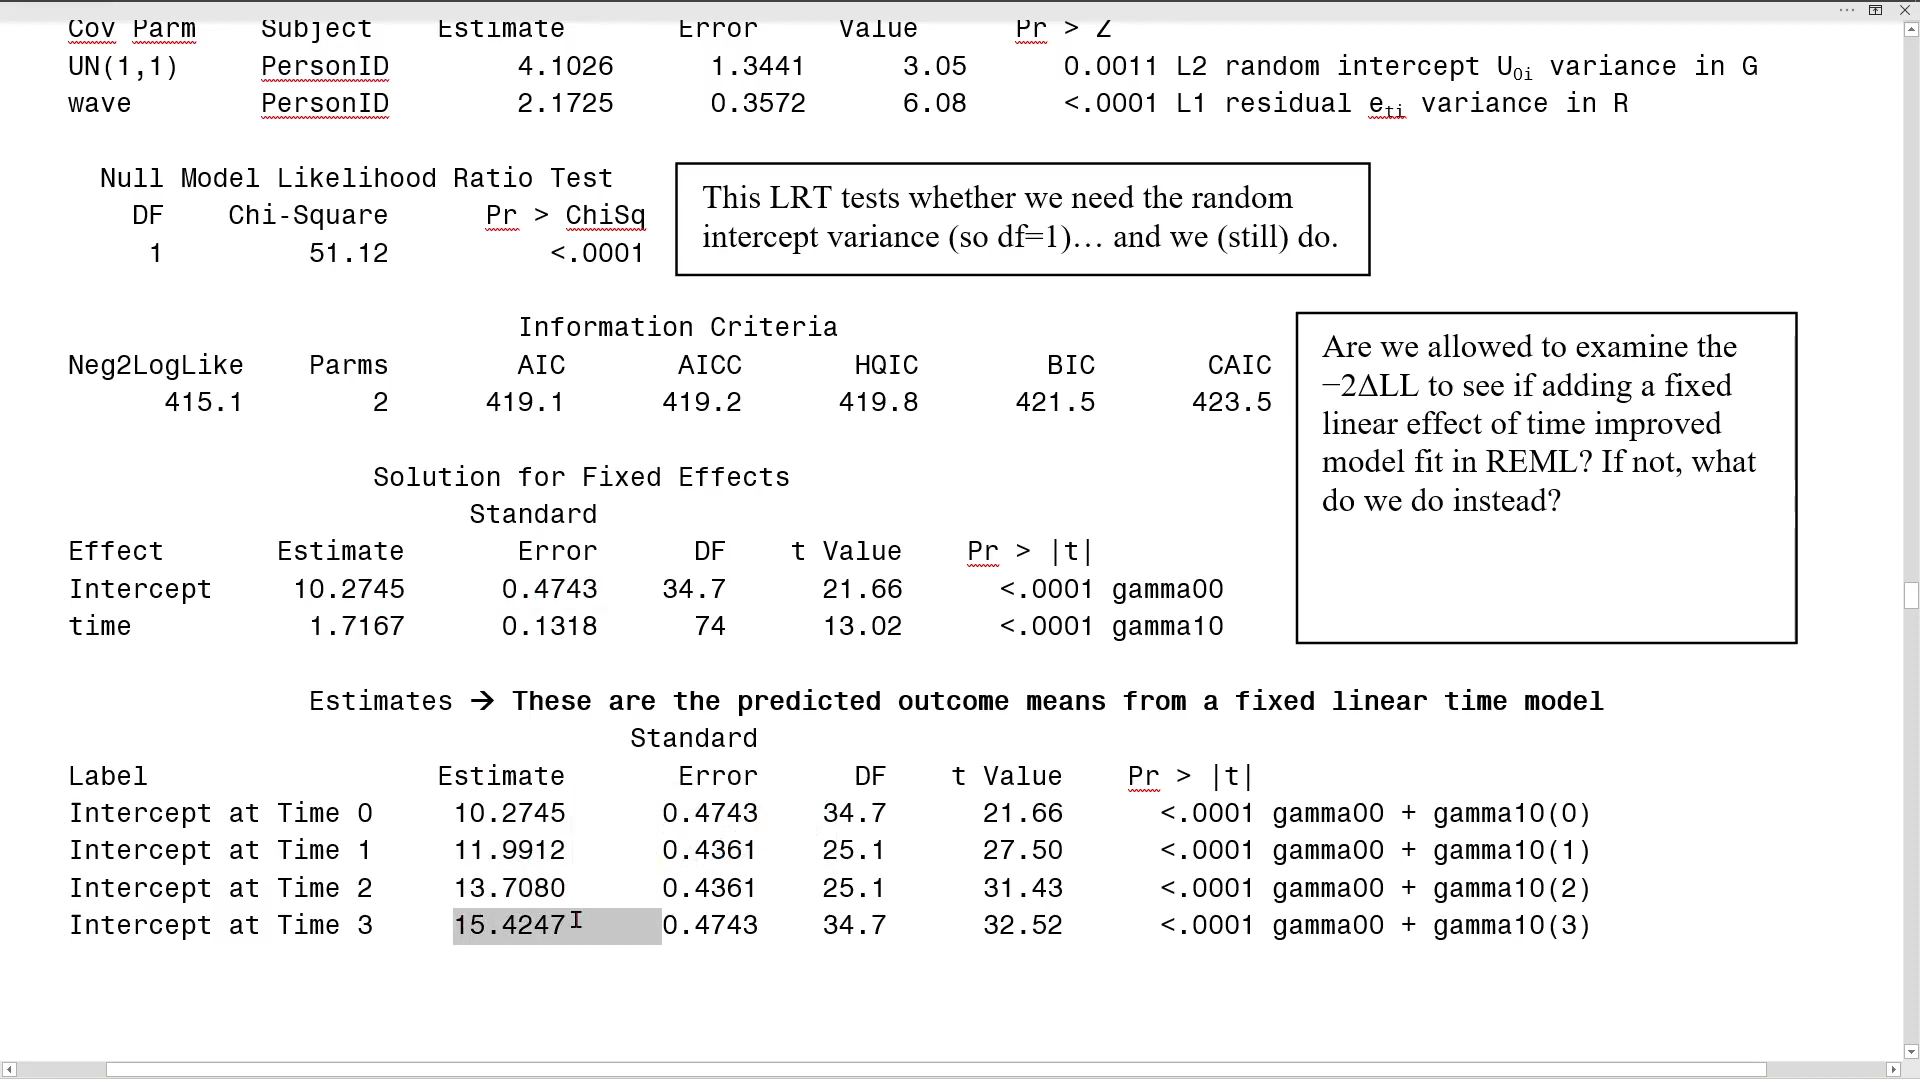 Cov Parm Subject Estimate Error Value Pr > Z
UN(1,1) PersonID 4.1026 1.3441 3.05 0.0011 L2 random intercept U0i variance in G
wave PersonID 2.1725 0.3572 6.08 <.0001 L1 residual eti variance in R
Null Model Likelihood Ratio Test
DF Chi-Square Pr > ChiSq
1 51.12 <.0001
This LRT tests whether we need the random
intercept variance (so df=1)… and we (still) do.
Information Criteria
Neg2LogLike Parms AIC AICC HQIC BIC CAIC
415.1 2 419.1 419.2 419.8 421.5 423.5
Are we allowed to examine the
−2ΔLL to see if adding a fixed
linear effect of time improved
model fit in REML? If not, what
do we do instead?
Solution for Fixed Effects
Standard
Effect Estimate Error DF t Value Pr > |t|
Intercept 10.2745 0.4743 34.7 21.66 <.0001 gamma00
time 1.7167 0.1318 74 13.02 <.0001 gamma10
Estimates → These are the predicted outcome means from a fixed linear time model
Standard
Label Estimate Error DF t Value Pr > |t|
Intercept at Time 0 10.2745 0.4743 34.7 21.66 <.0001 gamma00 + gamma10(0)
Intercept at Time 1 11.9912 0.4361 25.1 27.50 <.0001 gamma00 + gamma10(1)
Intercept at Time 2 13.7080 0.4361 25.1 31.43 <.0001 gamma00 + gamma10(2)
Intercept at Time 3 15.4247 0.4743 34.7 32.52 <.0001 gamma00 + gamma10(3)